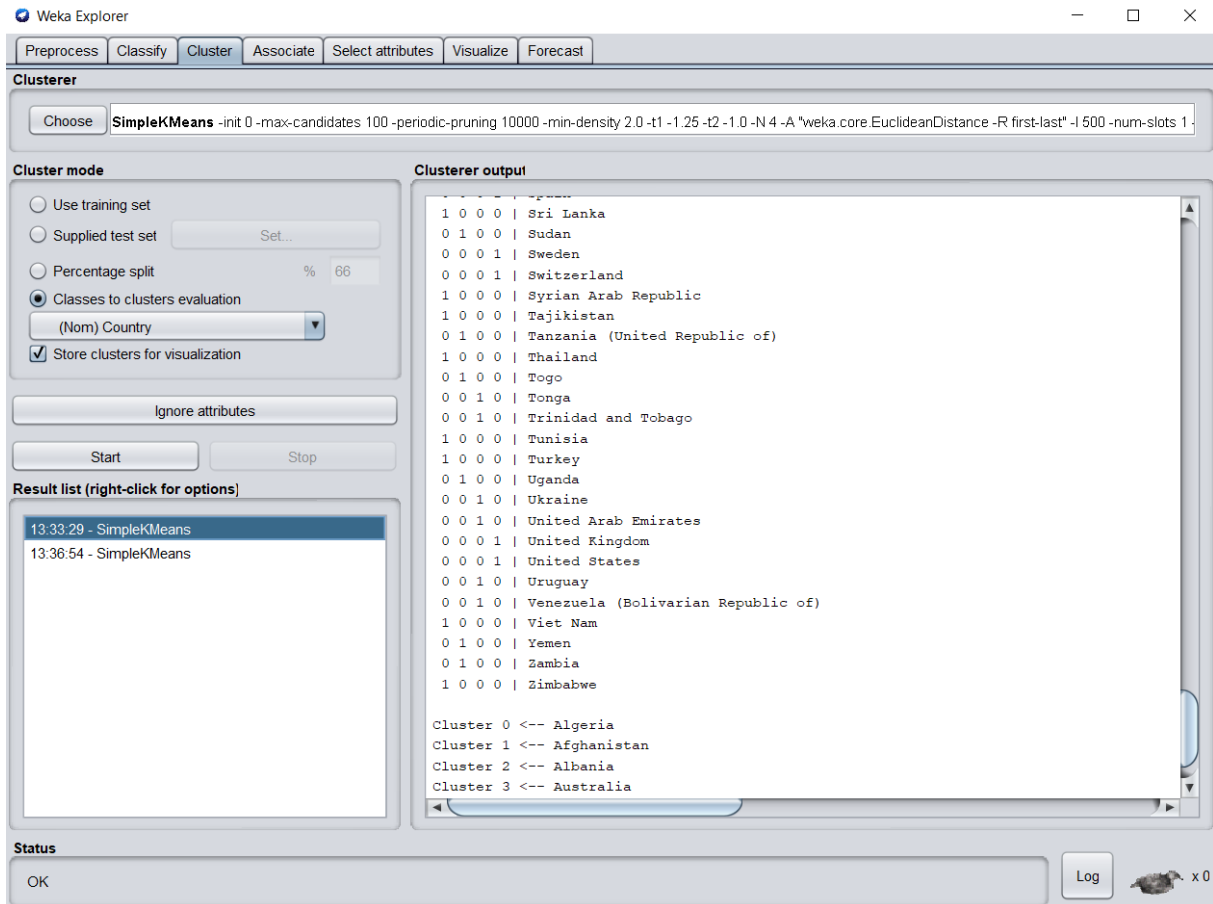 Weka Explorer
Preprocess Classify Cluster Associate Select attributes Visualize Forecast
Clusterer
Choose SimpleKMeans -init 0 -max-candidates 100 -periodic-pruning 10000 -min-density 2.0 -t1 -1.25 -t2 -1.0 -N 4 -A "weka.core.EuclideanDistance -R first-last" -I 500 -num-slots 1 -
Cluster mode
Use training set
Supplied test set Set...
Percentage split % 66
Classes to clusters evaluation
(Nom) Country
Store clusters for visualization
Ignore attributes
Start Stop
Result list (right-click for options)
13:33:29 - SimpleKMeans
13:36:54 - SimpleKMeans
Clusterer output
1 0 0 0 | Sri Lanka
0 1 0 0 | Sudan
0 0 0 1 | Sweden
0 0 0 1 | Switzerland
1 0 0 0 | Syrian Arab Republic
1 0 0 0 | Tajikistan
0 1 0 0 | Tanzania (United Republic of)
1 0 0 0 | Thailand
0 1 0 0 | Togo
0 0 1 0 | Tonga
0 0 1 0 | Trinidad and Tobago
1 0 0 0 | Tunisia
1 0 0 0 | Turkey
0 1 0 0 | Uganda
0 0 1 0 | Ukraine
0 0 1 0 | United Arab Emirates
0 0 0 1 | United Kingdom
0 0 0 1 | United States
0 0 1 0 | Uruguay
0 0 1 0 | Venezuela (Bolivarian Republic of)
1 0 0 0 | Viet Nam
0 1 0 0 | Yemen
0 1 0 0 | Zambia
1 0 0 0 | Zimbabwe
Cluster 0 <-- Algeria
Cluster 1 <-- Afghanistan
Cluster 2 <-- Albania
Cluster 3 <-- Australia
Status
OK
Log
x 0